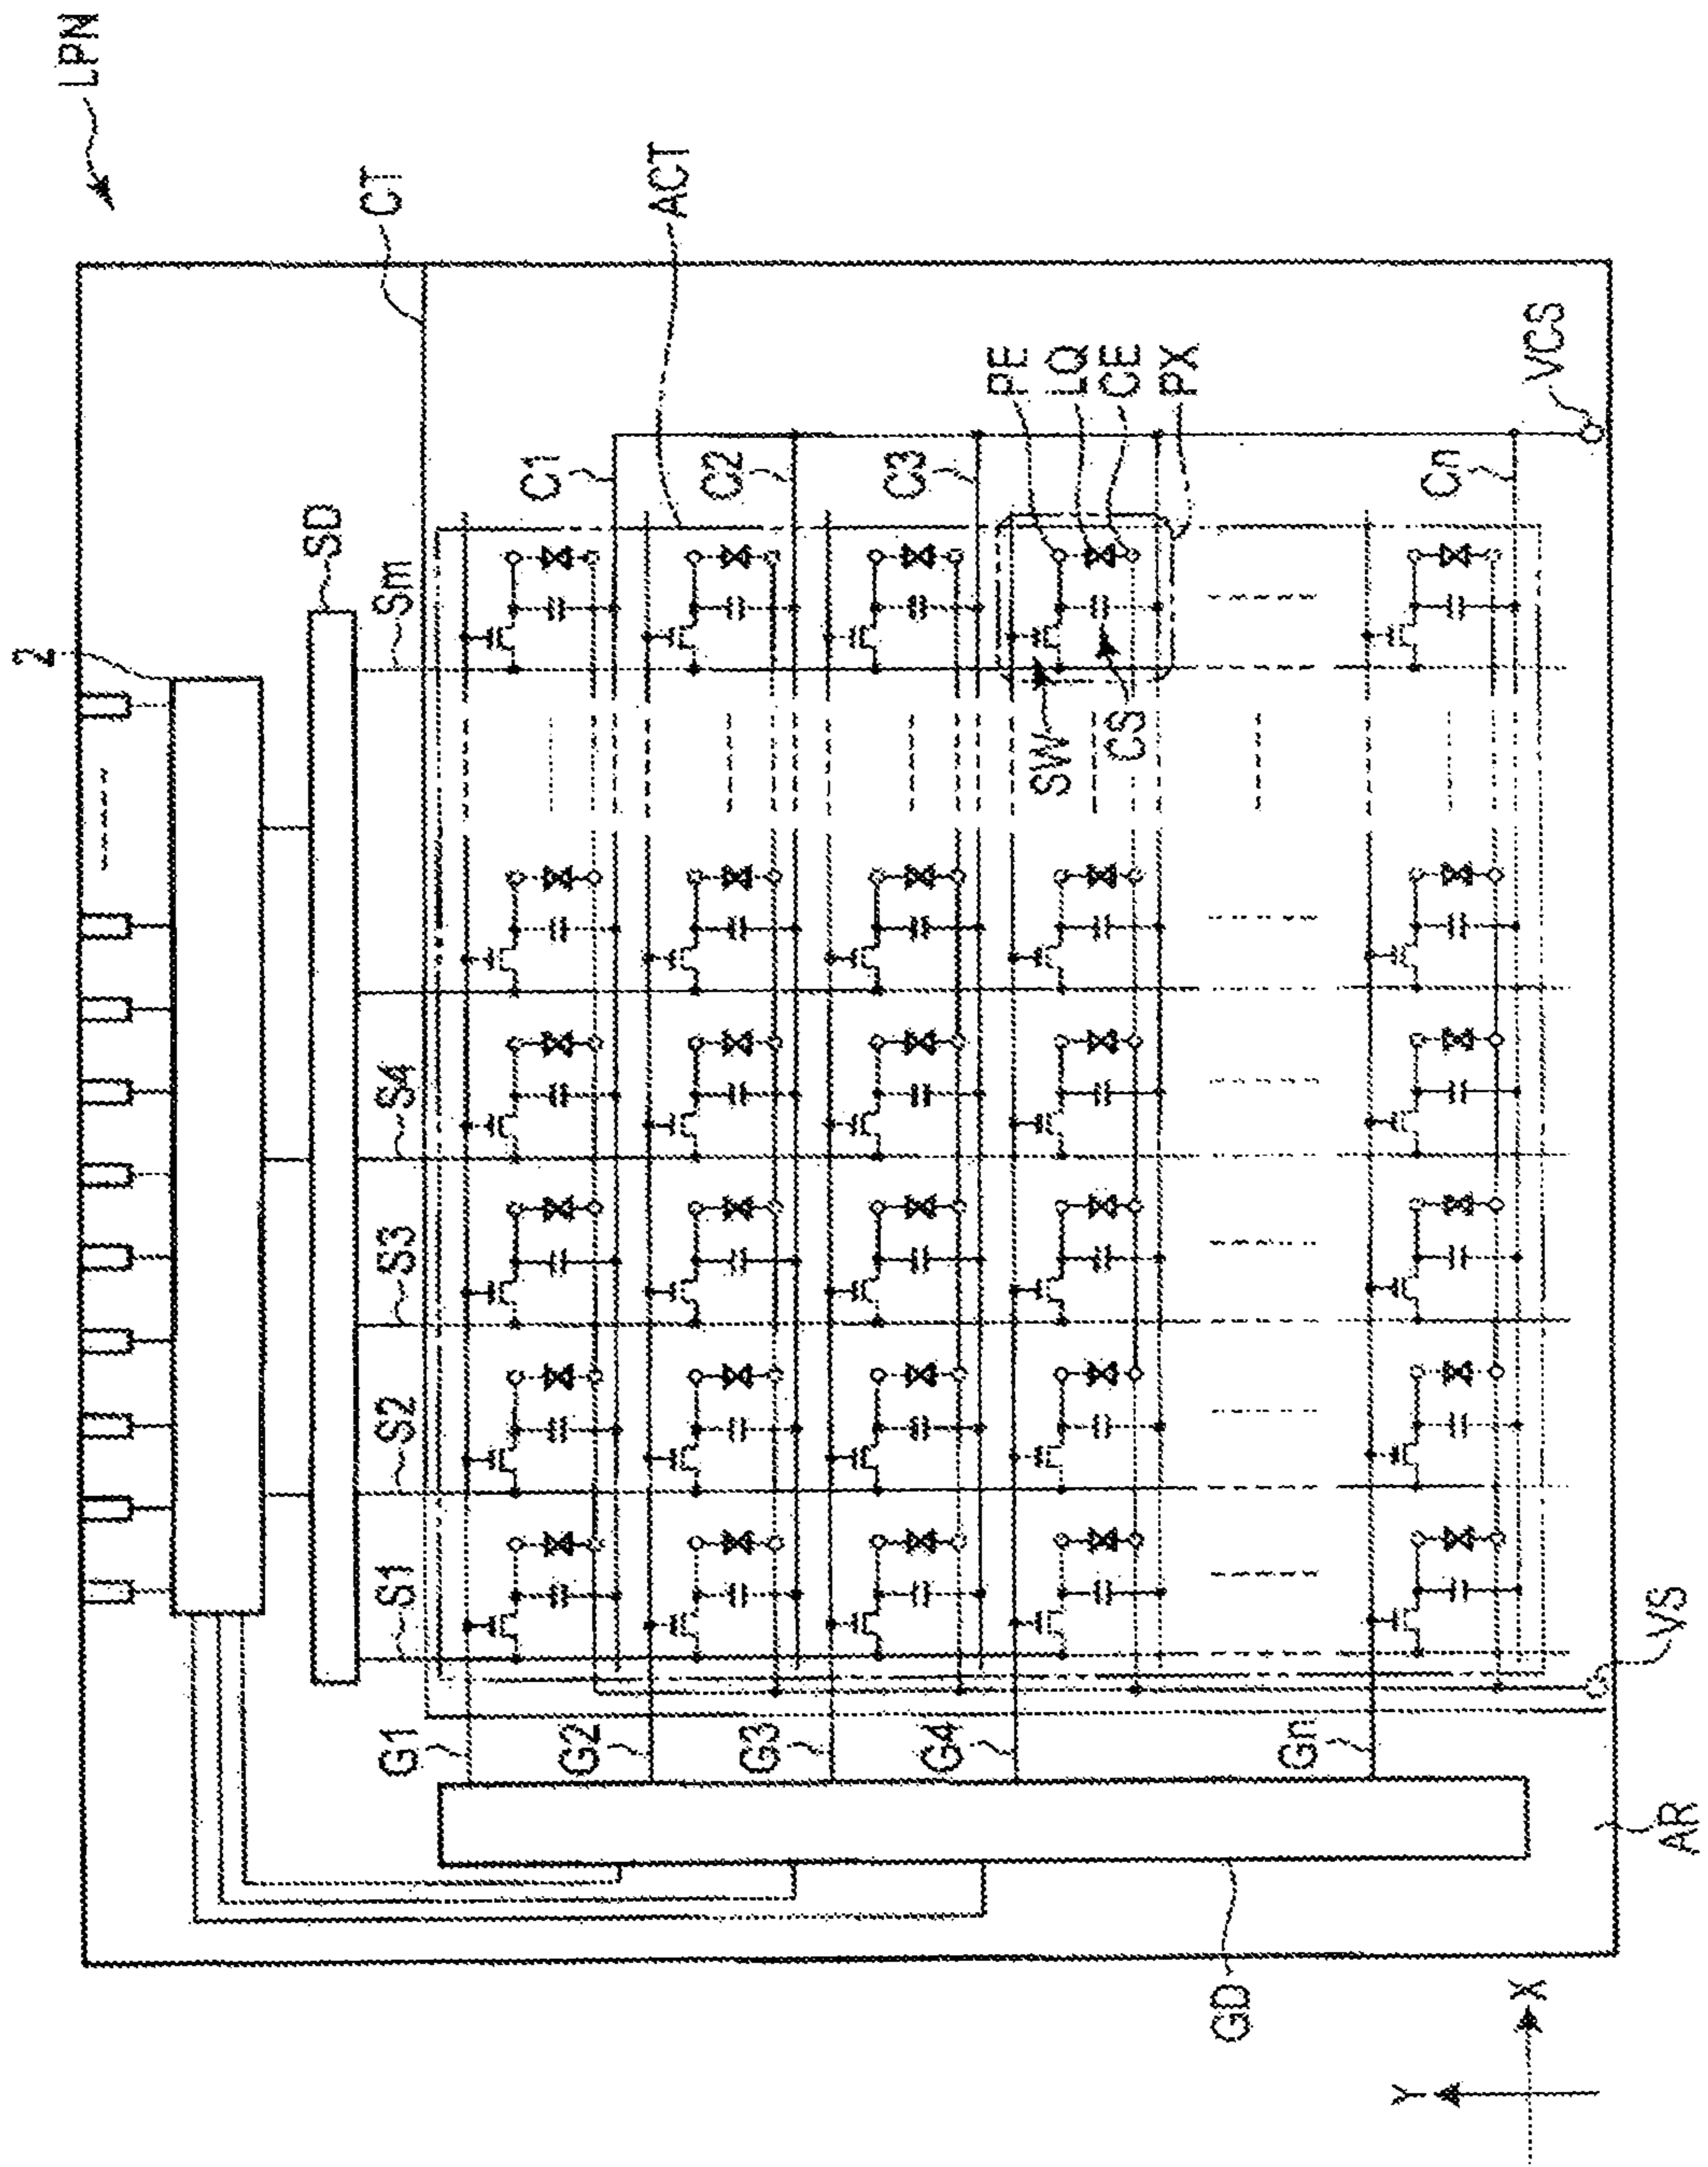 LPN
CT
ACT
2
SD
Sm
S4
S3
S2
S1
C1
C2
C3
Cn
PE
LQ
CE
PX
VCS
SW
CS
G1
G2
G3
G4
Gn
VS
AR
GD
X
Y